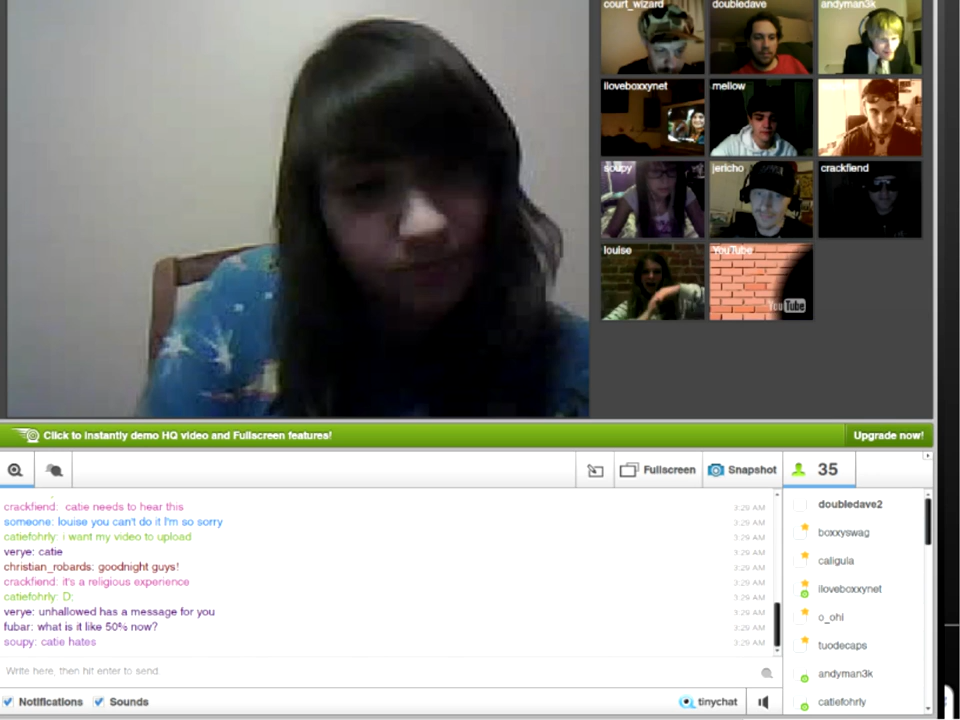 court_wizard
doubledave
andyman3k
iloveboxxynet
mellow
soupy
jericho
crackfiend
louise
YouTube
YouTube
Click to instantly demo HQ video and Fullscreen features!
Upgrade now!
Fullscreen
Snapshot
35
crackfiend: catie needs to hear this 3:29 AM
someone: louise you can't do it I'm so sorry 3:29 AM
catiefohrly: i want my video to upload 3:29 AM
verye: catie 3:29 AM
christian_robards: goodnight guys! 3:29 AM
crackfiend: it's a religious experience 3:29 AM
catiefohrly: D; 3:29 AM
verye: unhallowed has a message for you 3:29 AM
fubar: what is it like 50% now? 3:29 AM
soupy: catie hates 3:29 AM
doubledave2
boxxyswag
caligula
iloveboxxynet
o_ohi
tuodecaps
andyman3k
catiefohrly
Write here, then hit enter to send
Notifications
Sounds
tinychat